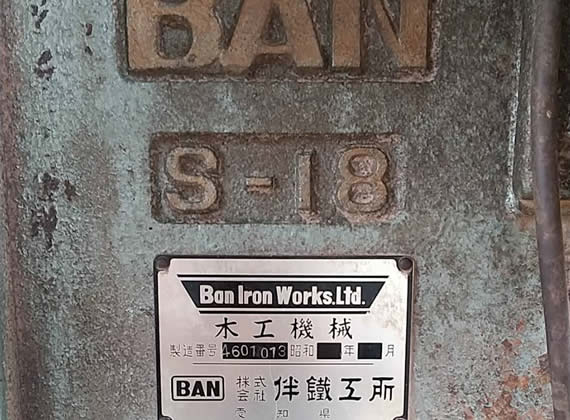 BAN
S-18
Ban Iron Works.Ltd.
木工機械
製造番号 4601013 昭和 年 月
BAN 株式会社 伴鐵工所
愛知県